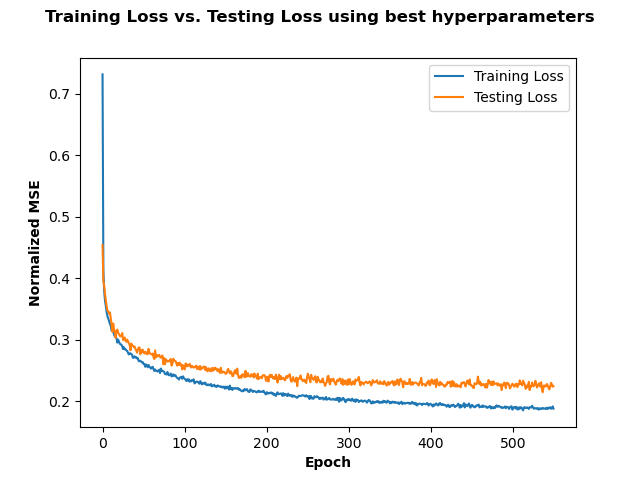 Training Loss vs. Testing Loss using best hyperparameters
Training Loss
Testing Loss
Normalized MSE
0.7
0.6
0.5
0.4
0.3
0.2
0 100 200 300 400 500
Epoch